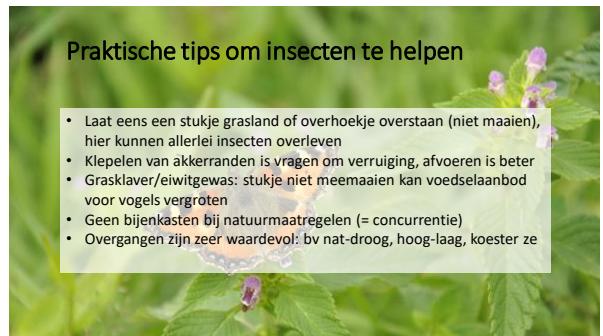 Praktische tips om insecten te helpen
• Laat eens een stukje grasland of overhoekje overstaan (niet maaien),
hier kunnen allerlei insecten overleven
• Klepelen van akkerranden is vragen om verruiging, afvoeren is beter
• Grasklaver/eiwitgewas: stukje niet meemaaien kan voedselaanbod
voor vogels vergroten
• Geen bijenkasten bij natuurmaatregelen (= concurrentie)
• Overgangen zijn zeer waardevol: bv nat-droog, hoog-laag, koester ze